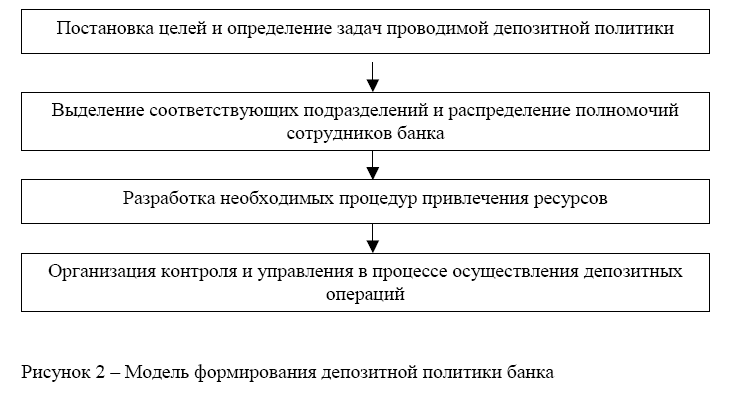 Постановка целей и определение задач проводимой депозитной политики
Выделение соответствующих подразделений и распределение полномочий
сотрудников банка
Разработка необходимых процедур привлечения ресурсов
Организация контроля и управления в процессе осуществления депозитных
операций
Рисунок 2 – Модель формирования депозитной политики банка